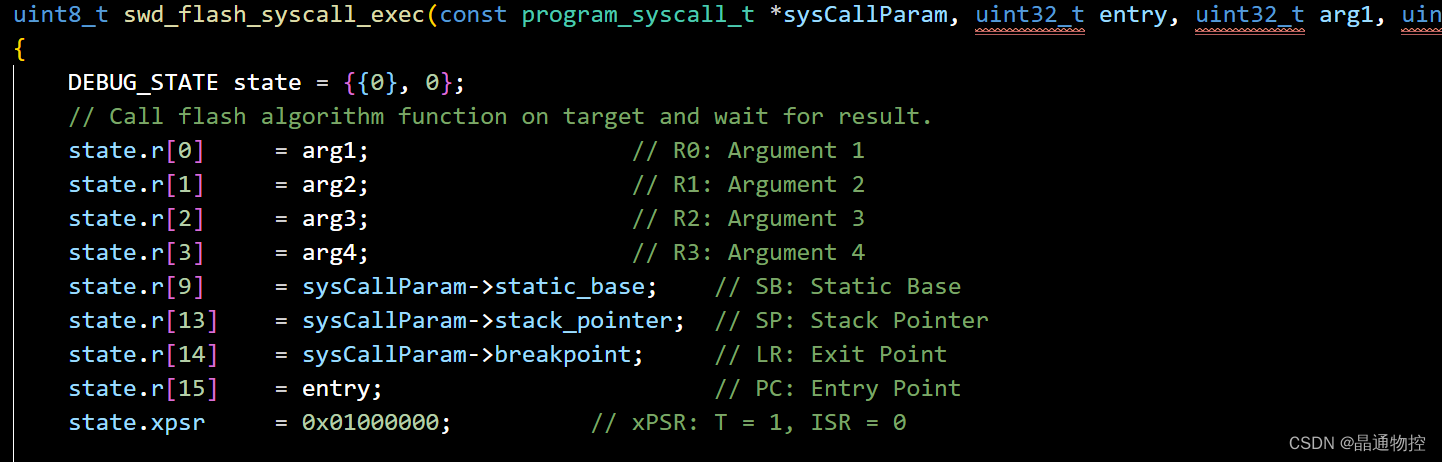 uint8_t swd_flash_syscall_exec(const program_syscall_t *sysCallParam, uint32_t entry, uint32_t arg1, uin
{
    DEBUG_STATE state = {{0}, 0};
    // Call flash algorithm function on target and wait for result.
    state.r[0]     = arg1;                   // R0: Argument 1
    state.r[1]     = arg2;                   // R1: Argument 2
    state.r[2]     = arg3;                   // R2: Argument 3
    state.r[3]     = arg4;                   // R3: Argument 4
    state.r[9]     = sysCallParam->static_base;    // SB: Static Base
    state.r[13]    = sysCallParam->stack_pointer;  // SP: Stack Pointer
    state.r[14]    = sysCallParam->breakpoint;     // LR: Exit Point
    state.r[15]    = entry;                        // PC: Entry Point
    state.xpsr     = 0x01000000;          // xPSR: T = 1, ISR = 0
CSDN @晶通物控